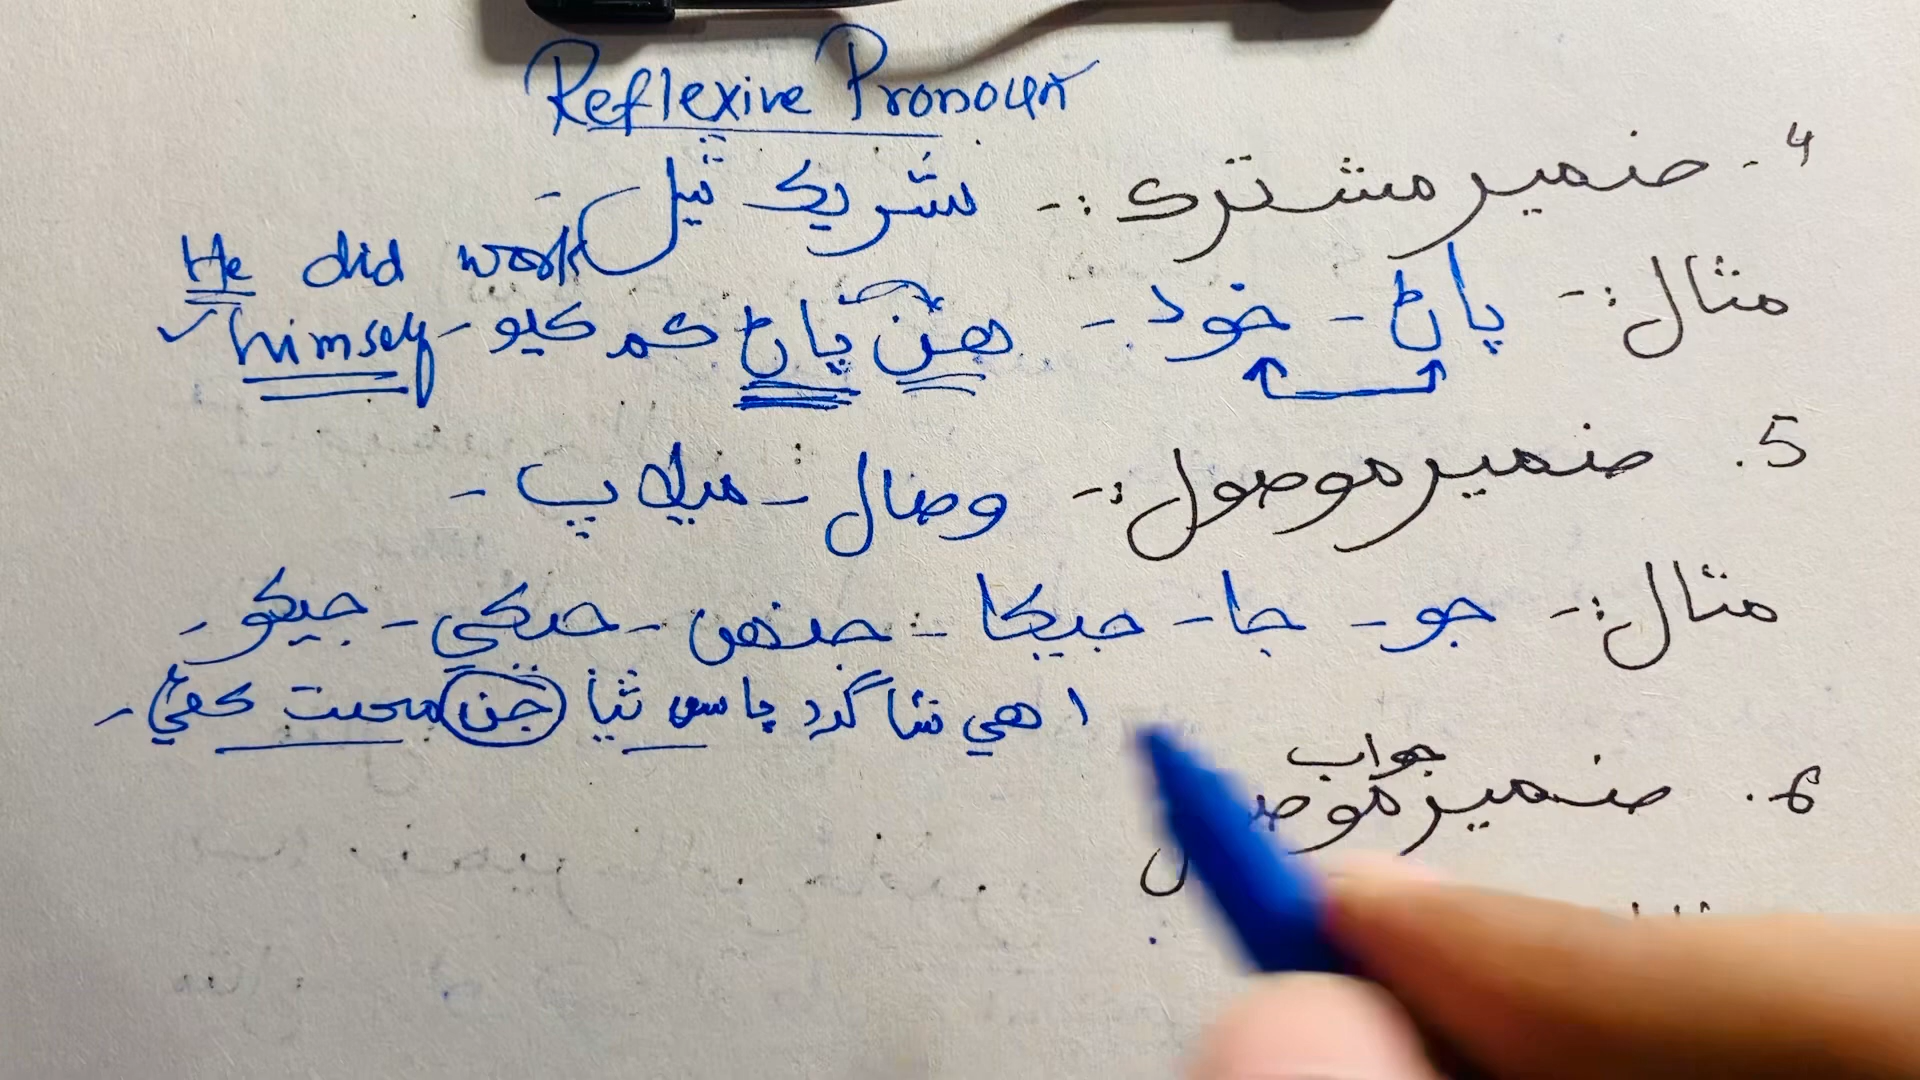 Reflexive Pronoun
4- ضمير مشترڪ :- شريڪ ٿيل -
مثال :- پاڻ - خود - هن پاڻ ڪم ڪيو -
He did work
himself
5. ضمير موصول :- وصال - ميلاپ -
مثال :- جو - جا - جيڪا - جنهن - جيڪي - جيڪو -
اهي شاگرد پاس ٿيا جن محنت ڪئي -
جواب
6. ضمير موصول